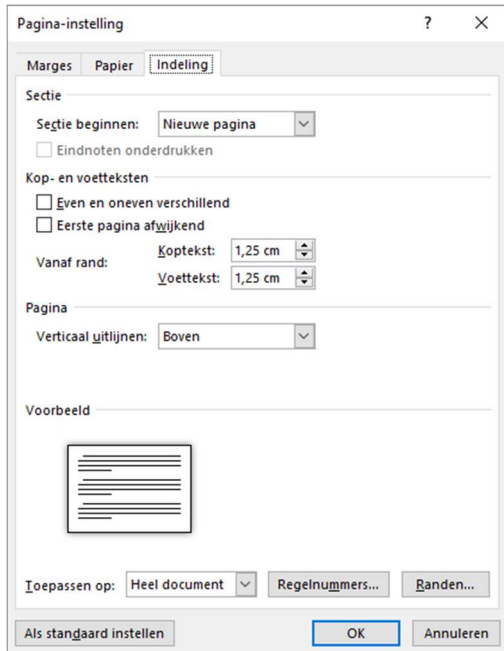 Pagina-instelling ? ×
Marges Papier Indeling
Sectie
Sectie beginnen: Nieuwe pagina
Eindnoten onderdrukken
Kop- en voetteksten
Even en oneven verschillend
Eerste pagina afwijkend
Vanaf rand: Koptekst: 1,25 cm
Voettekst: 1,25 cm
Pagina
Verticaal uitlijnen: Boven
Voorbeeld
Toepassen op: Heel document Regelnummers... Randen...
Als standaard instellen OK Annuleren